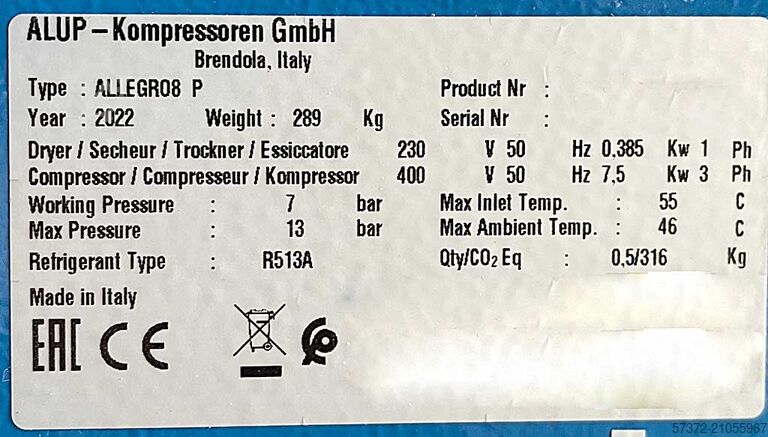 ALUP – Kompressoren GmbH
Brendola, Italy
Type : ALLEGRO8 P Product Nr :
Year : 2022 Weight : 289 Kg Serial Nr :
Dryer / Secheur / Trockner / Essiccatore 230 V 50 Hz 0,385 Kw 1 Ph
Compressor / Compresseur / Kompressor 400 V 50 Hz 7,5 Kw 3 Ph
Working Pressure : 7 bar Max Inlet Temp. : 55 C
Max Pressure : 13 bar Max Ambient Temp. : 46 C
Refrigerant Type : R513A Qty/CO2 Eq : 0,5/316 Kg
Made in Italy
EAC CE
57372-21055967